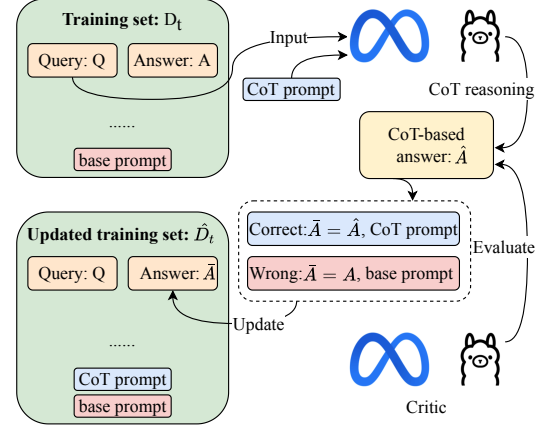 Training set: D_t
Query: Q
Answer: A
......
base prompt
Input
CoT prompt
CoT reasoning
CoT-based
answer: Â
Correct: Ā = Â, CoT prompt
Wrong: Ā = A, base prompt
Evaluate
Update
Updated training set: D̂_t
Query: Q
Answer: Ā
......
CoT prompt
base prompt
Critic